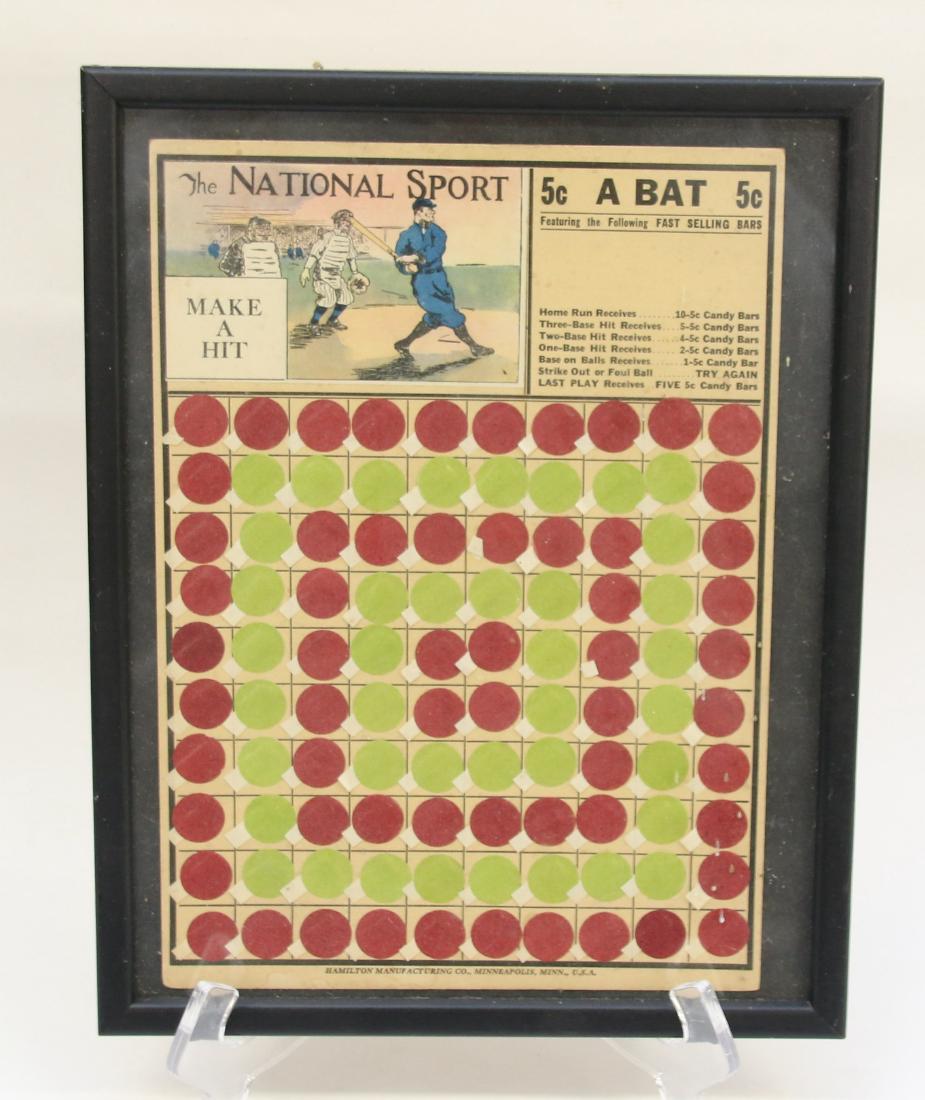 The NATIONAL SPORT
MAKE
A
HIT
5c A BAT 5c
Featuring the Following FAST SELLING BARS
Home Run Receives ........ 10-5c Candy Bars
Three-Base Hit Receives .... 5-5c Candy Bars
Two-Base Hit Receives ...... 4-5c Candy Bars
One-Base Hit Receives ...... 2-5c Candy Bars
Base on Balls Receives ....... 1-5c Candy Bar
Strike Out or Foul Ball ......... TRY AGAIN
LAST PLAY Receives .. FIVE 5c Candy Bars
HAMILTON MANUFACTURING CO., MINNEAPOLIS, MINN., U.S.A.